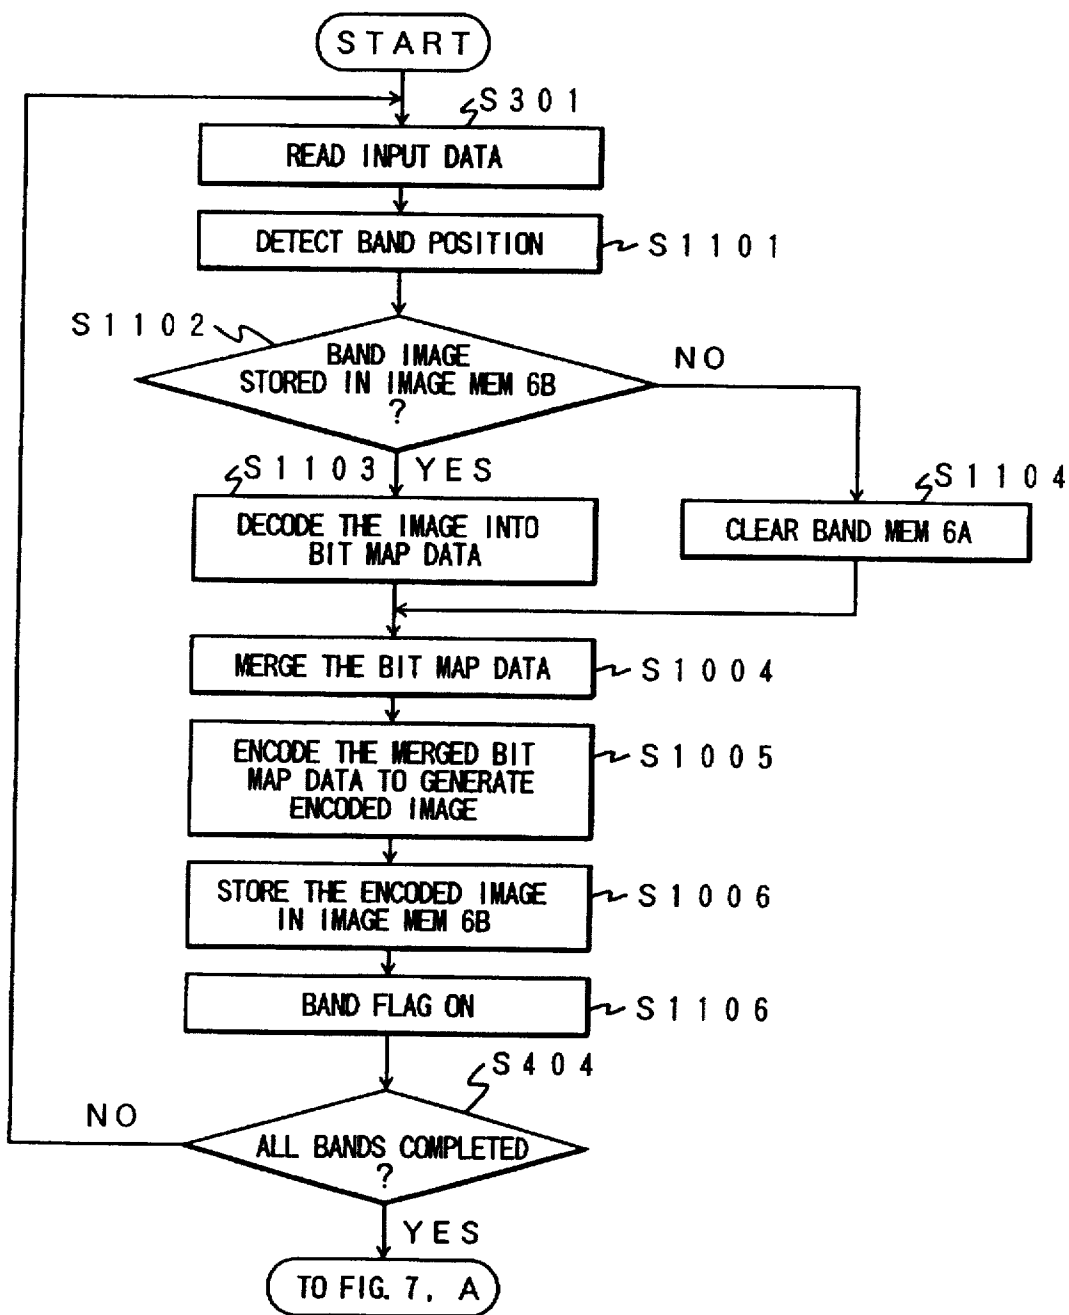 START
S301
READ INPUT DATA
DETECT BAND POSITION
S1101
S1102
BAND IMAGE
STORED IN IMAGE MEM 6B
?
NO
S1103
YES
S1104
DECODE THE IMAGE INTO
BIT MAP DATA
CLEAR BAND MEM 6A
MERGE THE BIT MAP DATA
S1004
ENCODE THE MERGED BIT
MAP DATA TO GENERATE
ENCODED IMAGE
S1005
STORE THE ENCODED IMAGE
IN IMAGE MEM 6B
S1006
BAND FLAG ON
S1106
S404
NO
ALL BANDS COMPLETED
?
YES
TO FIG. 7, A